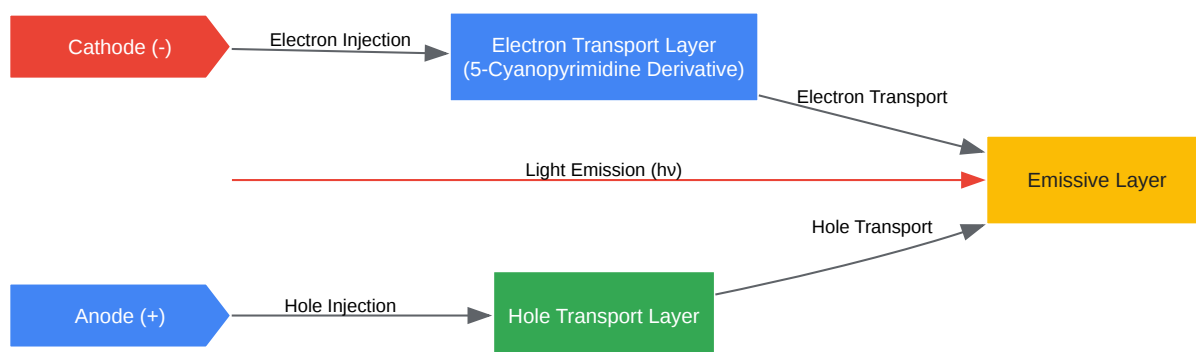 Cathode (-)
Electron Injection
Electron Transport Layer
(5-Cyanopyrimidine Derivative)
Electron Transport
Light Emission (hν)
Emissive Layer
Hole Transport
Anode (+)
Hole Injection
Hole Transport Layer